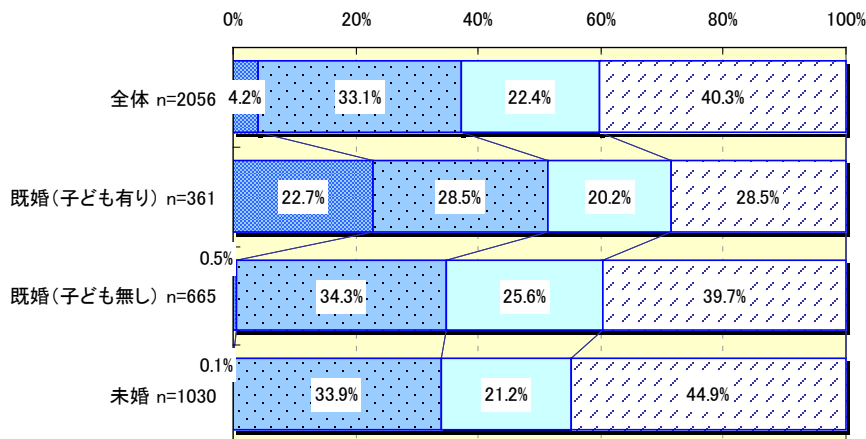 0% 20% 40% 60% 80% 100%
全体 n=2056 4.2% 33.1% 22.4% 40.3%
既婚（子ども有り） n=361 22.7% 28.5% 20.2% 28.5%
0.5%
既婚（子ども無し） n=665 34.3% 25.6% 39.7%
0.1%
未婚 n=1030 33.9% 21.2% 44.9%